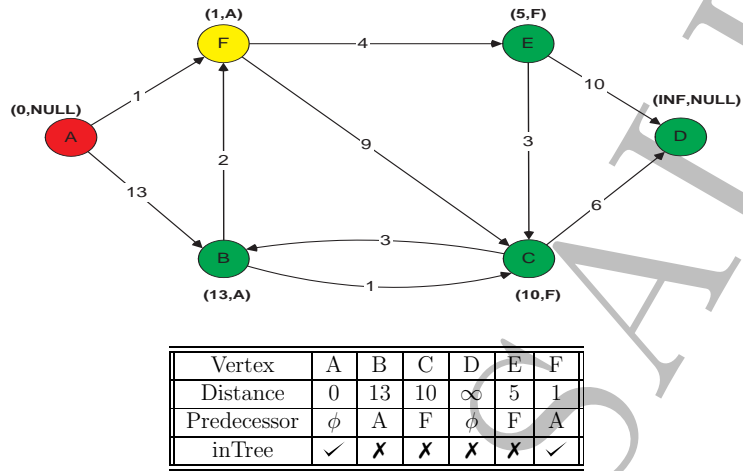 (1,A)
(5,F)
F
4
E
(0,NULL)
1
10
(INF,NULL)
A
2
9
3
D
13
6
3
B
C
1
(13,A)
(10,F)
Vertex A B C D E F
Distance 0 13 10 ∞ 5 1
Predecessor ϕ A F ϕ F A
inTree ✓ ✗ ✗ ✗ ✗ ✓
SAIL